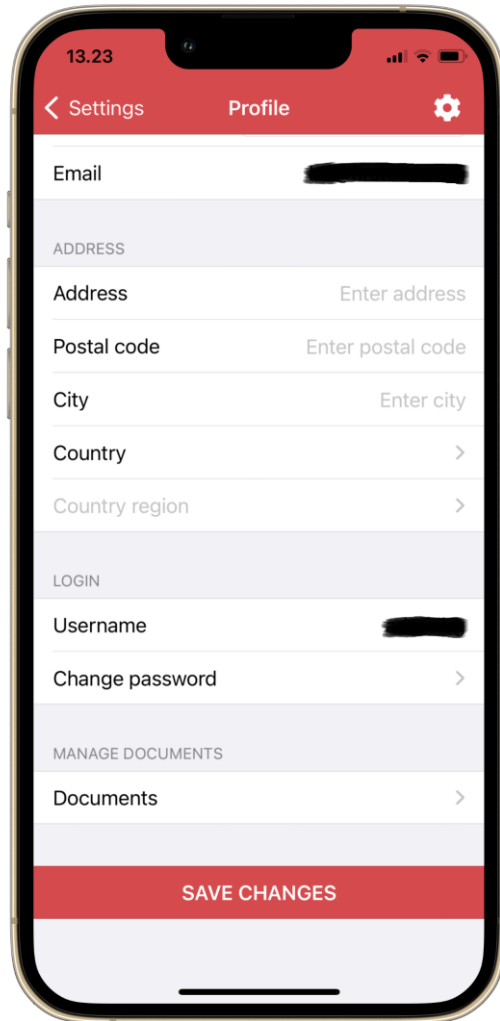 13.23
Settings
Profile
Email
ADDRESS
Address Enter address
Postal code Enter postal code
City Enter city
Country
Country region
LOGIN
Username
Change password
MANAGE DOCUMENTS
Documents
SAVE CHANGES